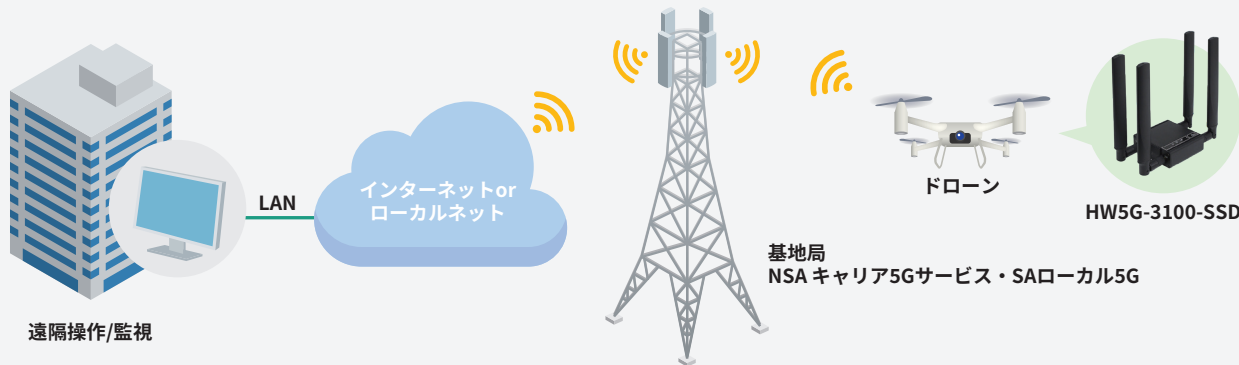 LAN
インターネットor
ローカルネット
ドローン
HW5G-3100-SSD
基地局
NSA キャリア5Gサービス・SAローカル5G
遠隔操作/監視